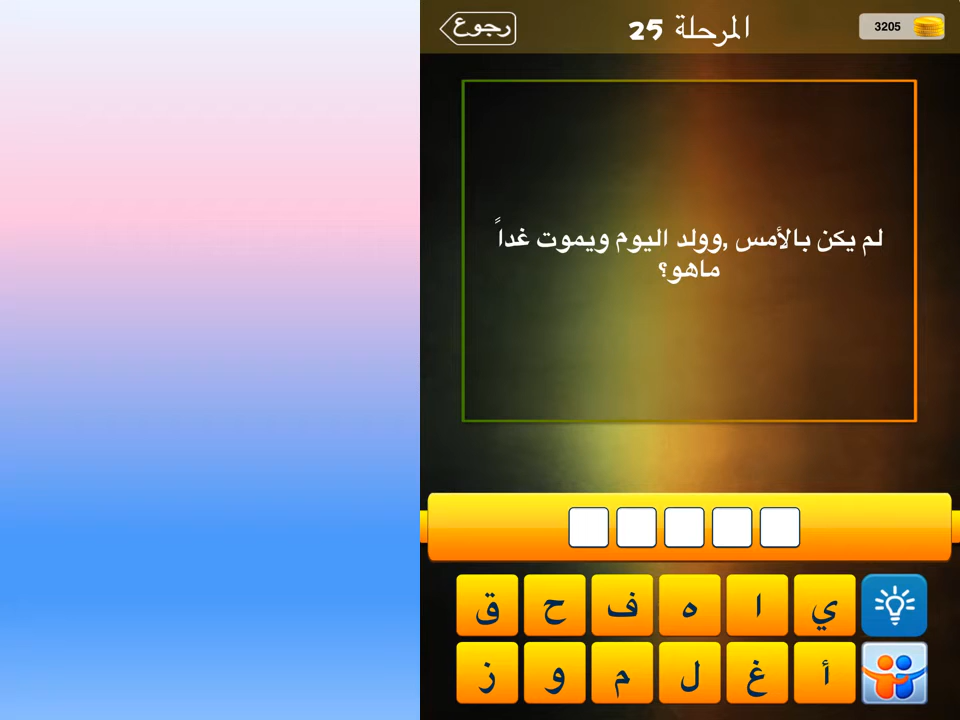 رجوع
المرحلة 25
3205
لم يكن بالأمس ,وولد اليوم ويموت غداً
ماهو؟
ي ا ه ف ح ق
أ غ ل م و ز